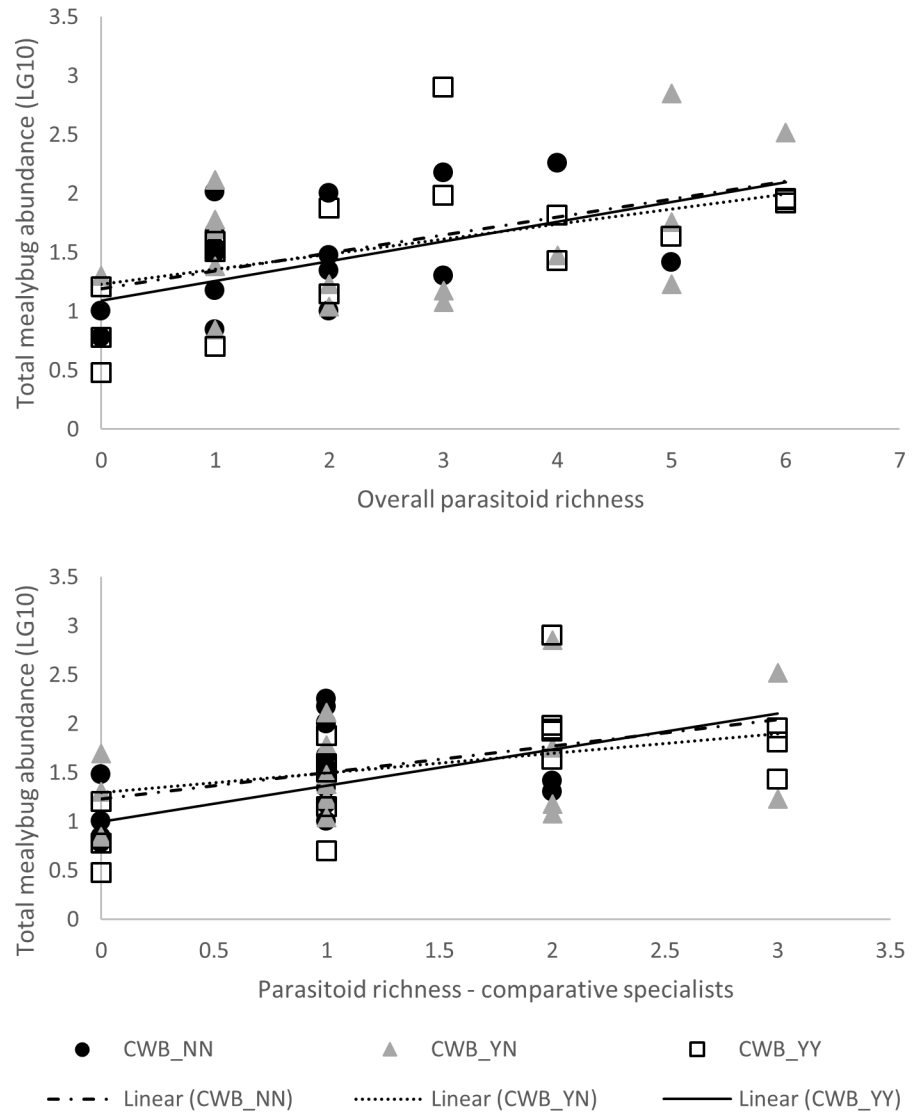 3.5
3
2.5
2
1.5
1
0.5
0
Total mealybug abundance (LG10)
0 1 2 3 4 5 6 7
Overall parasitoid richness
3.5
3
2.5
2
1.5
1
0.5
0
Total mealybug abundance (LG10)
0 0.5 1 1.5 2 2.5 3 3.5
Parasitoid richness - comparative specialists
CWB_NN CWB_YN CWB_YY
Linear (CWB_NN) Linear (CWB_YN) Linear (CWB_YY)